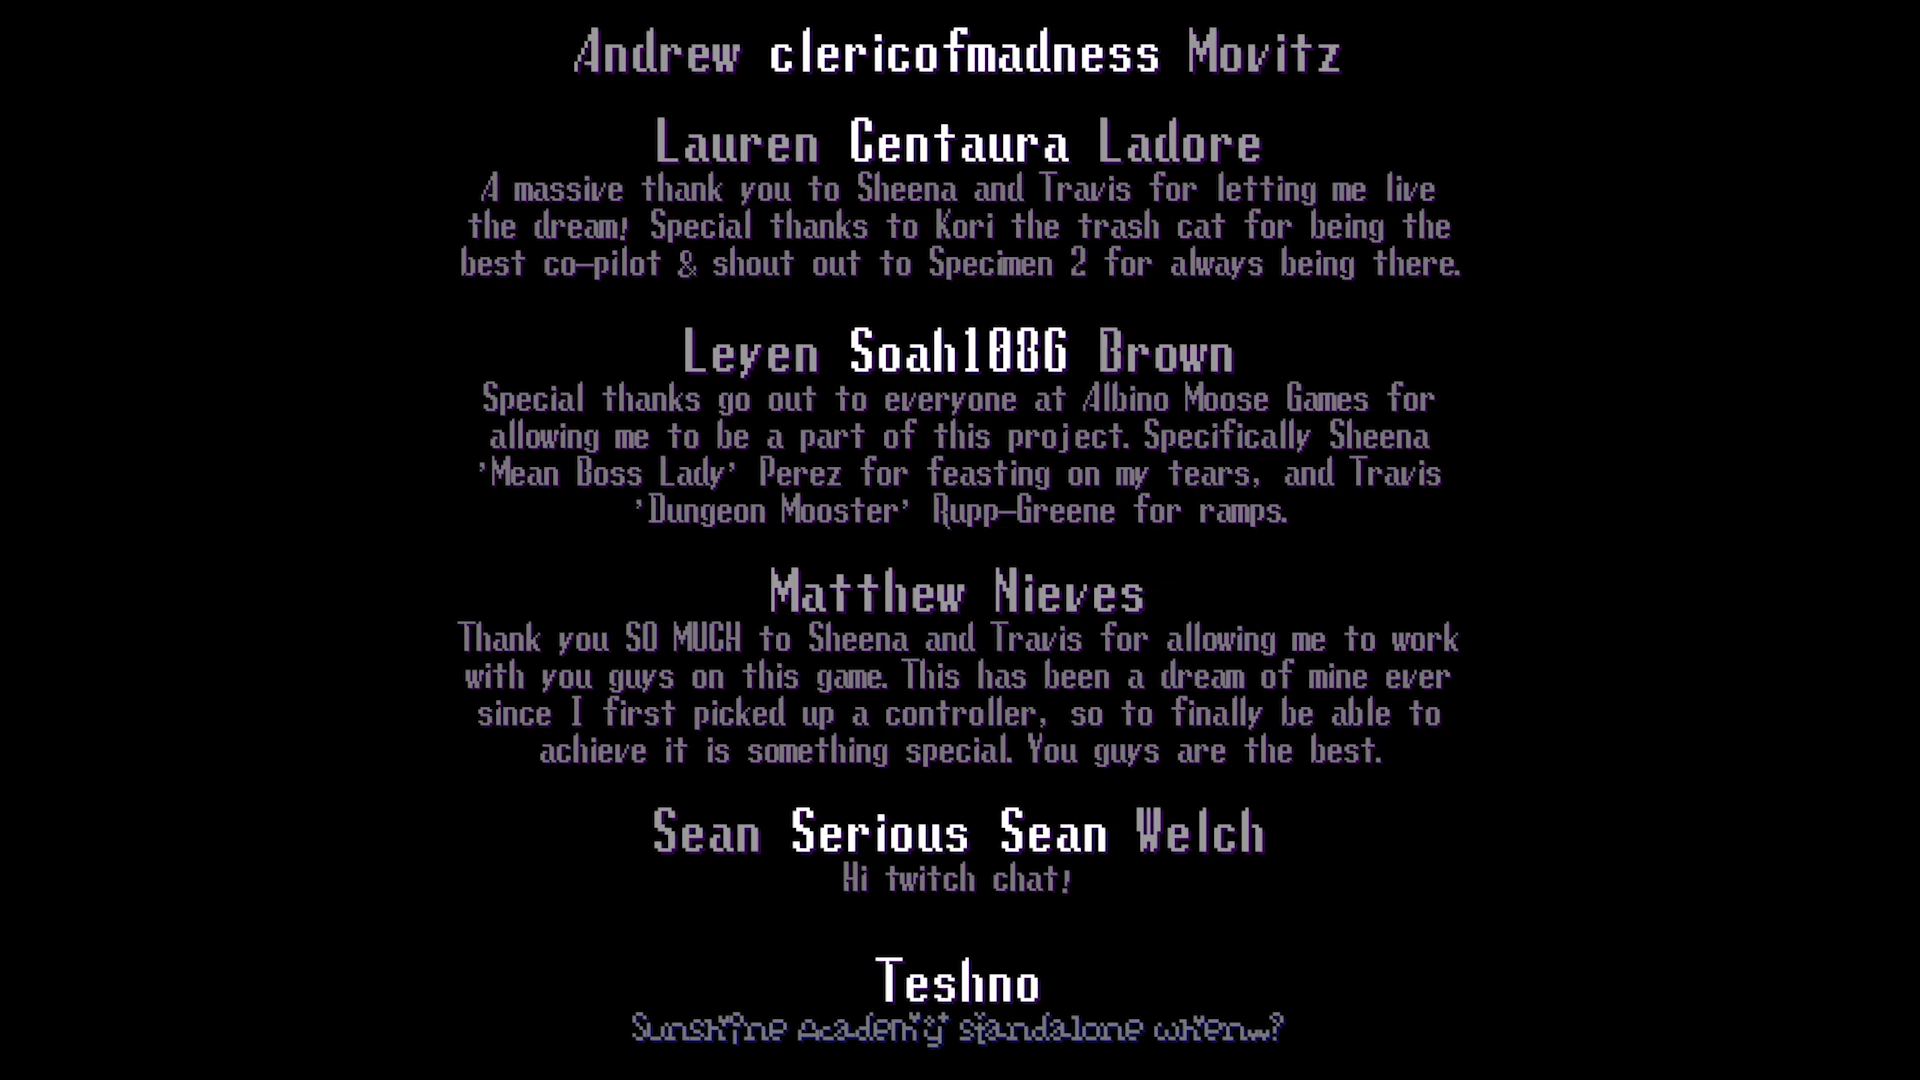 Andrew clericofmadness Movitz
Lauren Centaura Ladore
A massive thank you to Sheena and Travis for letting me live
the dream! Special thanks to Kori the trash cat for being the
best co-pilot & shout out to Specimen 2 for always being there.
Leyen Soah1086 Brown
Special thanks go out to everyone at Albino Moose Games for
allowing me to be a part of this project. Specifically Sheena
'Mean Boss Lady' Perez for feasting on my tears, and Travis
'Dungeon Mooster' Rupp-Greene for ramps.
Matthew Nieves
Thank you SO MUCH to Sheena and Travis for allowing me to work
with you guys on this game. This has been a dream of mine ever
since I first picked up a controller, so to finally be able to
achieve it is something special. You guys are the best.
Sean Serious Sean Welch
Hi twitch chat!
Teshno
Sunshine Academy standalone when?